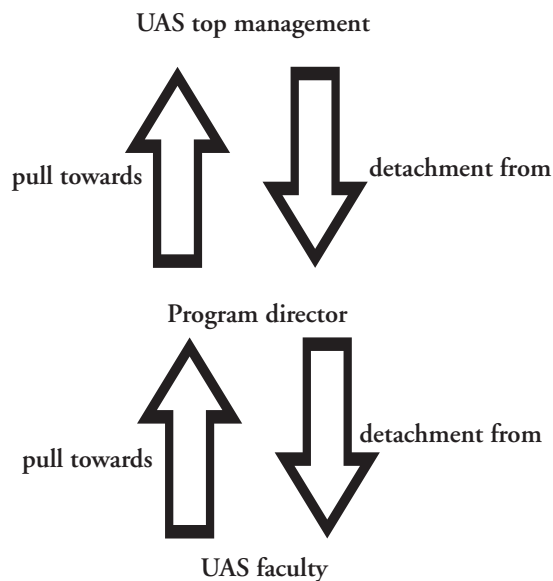 UAS top management
pull towards
detachment from
Program director
detachment from
pull towards
UAS faculty